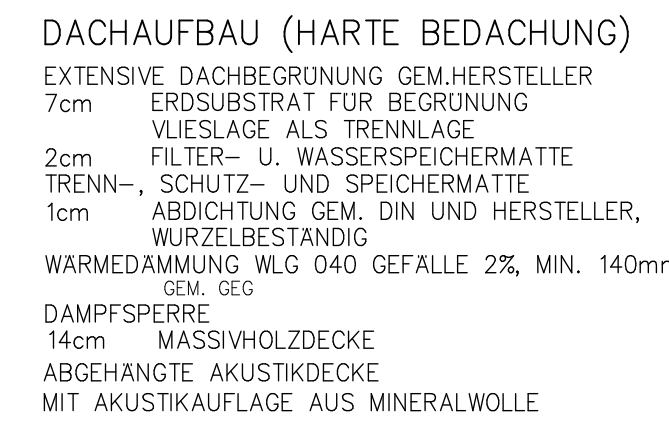 DACHAUFBAU (HARTE BEDACHUNG)
EXTENSIVE DACHBEGRÜNUNG GEM.HERSTELLER
7cm ERDSUBSTRAT FÜR BEGRÜNUNG
VLIESLAGE ALS TRENNLAGE
2cm FILTER- U. WASSERSPEICHERMATTE
TRENN-, SCHUTZ- UND SPEICHERMATTE
1cm ABDICHTUNG GEM. DIN UND HERSTELLER,
WURZELBESTÄNDIG
WÄRMEDÄMMUNG WLG 040 GEFÄLLE 2%, MIN. 140mm
GEM. GEG
DAMPFSPERRE
14cm MASSIVHOLZDECKE
ABGEHÄNGTE AKUSTIKDECKE
MIT AKUSTIKAUFLAGE AUS MINERALWOLLE